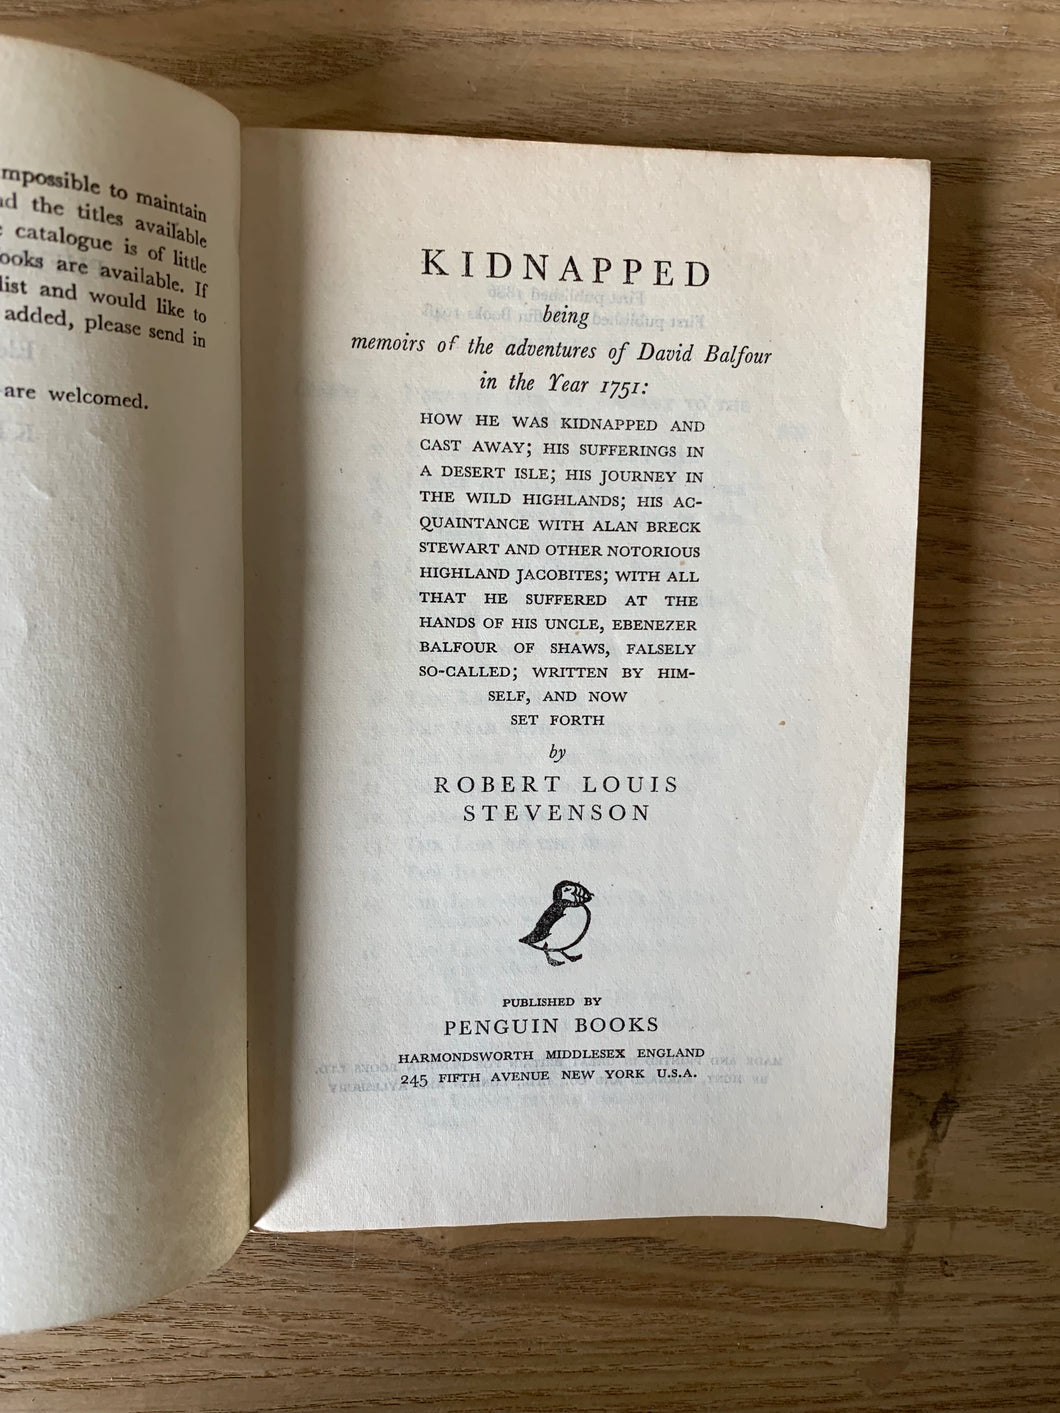 mpossible to maintain
nd the titles available
catalogue is of little
ooks are available. If
list and would like to
added, please send in
are welcomed.
KIDNAPPED
being
memoirs of the adventures of David Balfour
in the Year 1751:
HOW HE WAS KIDNAPPED AND
CAST AWAY; HIS SUFFERINGS IN
A DESERT ISLE; HIS JOURNEY IN
THE WILD HIGHLANDS; HIS AC-
QUAINTANCE WITH ALAN BRECK
STEWART AND OTHER NOTORIOUS
HIGHLAND JACOBITES; WITH ALL
THAT HE SUFFERED AT THE
HANDS OF HIS UNCLE, EBENEZER
BALFOUR OF SHAWS, FALSELY
SO-CALLED; WRITTEN BY HIM-
SELF, AND NOW
SET FORTH
by
ROBERT LOUIS
STEVENSON
PUBLISHED BY
PENGUIN BOOKS
HARMONDSWORTH MIDDLESEX ENGLAND
245 FIFTH AVENUE NEW YORK U.S.A.